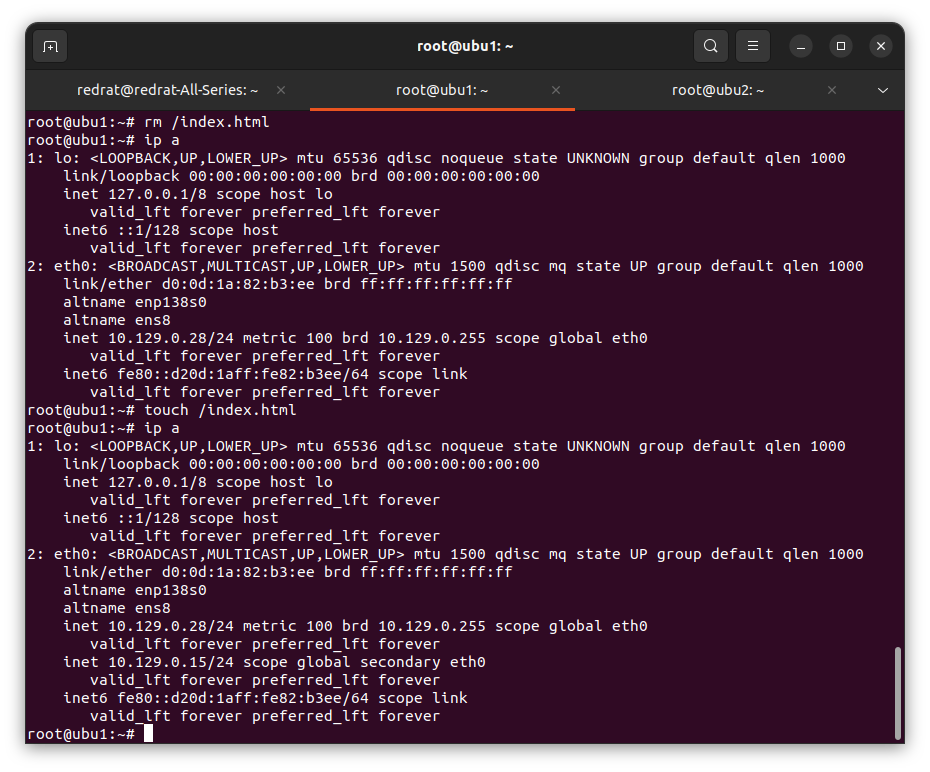 root@ubu1: ~
redrat@redrat-All-Series: ~
root@ubu1: ~
root@ubu2: ~
root@ubu1:~# rm /index.html
root@ubu1:~# ip a
1: lo: <LOOPBACK,UP,LOWER_UP> mtu 65536 qdisc noqueue state UNKNOWN group default qlen 1000
    link/loopback 00:00:00:00:00:00 brd 00:00:00:00:00:00
    inet 127.0.0.1/8 scope host lo
       valid_lft forever preferred_lft forever
    inet6 ::1/128 scope host
       valid_lft forever preferred_lft forever
2: eth0: <BROADCAST,MULTICAST,UP,LOWER_UP> mtu 1500 qdisc mq state UP group default qlen 1000
    link/ether d0:0d:1a:82:b3:ee brd ff:ff:ff:ff:ff:ff
    altname enp138s0
    altname ens8
    inet 10.129.0.28/24 metric 100 brd 10.129.0.255 scope global eth0
       valid_lft forever preferred_lft forever
    inet6 fe80::d20d:1aff:fe82:b3ee/64 scope link
       valid_lft forever preferred_lft forever
root@ubu1:~# touch /index.html
root@ubu1:~# ip a
1: lo: <LOOPBACK,UP,LOWER_UP> mtu 65536 qdisc noqueue state UNKNOWN group default qlen 1000
    link/loopback 00:00:00:00:00:00 brd 00:00:00:00:00:00
    inet 127.0.0.1/8 scope host lo
       valid_lft forever preferred_lft forever
    inet6 ::1/128 scope host
       valid_lft forever preferred_lft forever
2: eth0: <BROADCAST,MULTICAST,UP,LOWER_UP> mtu 1500 qdisc mq state UP group default qlen 1000
    link/ether d0:0d:1a:82:b3:ee brd ff:ff:ff:ff:ff:ff
    altname enp138s0
    altname ens8
    inet 10.129.0.28/24 metric 100 brd 10.129.0.255 scope global eth0
       valid_lft forever preferred_lft forever
    inet 10.129.0.15/24 scope global secondary eth0
       valid_lft forever preferred_lft forever
    inet6 fe80::d20d:1aff:fe82:b3ee/64 scope link
       valid_lft forever preferred_lft forever
root@ubu1:~#